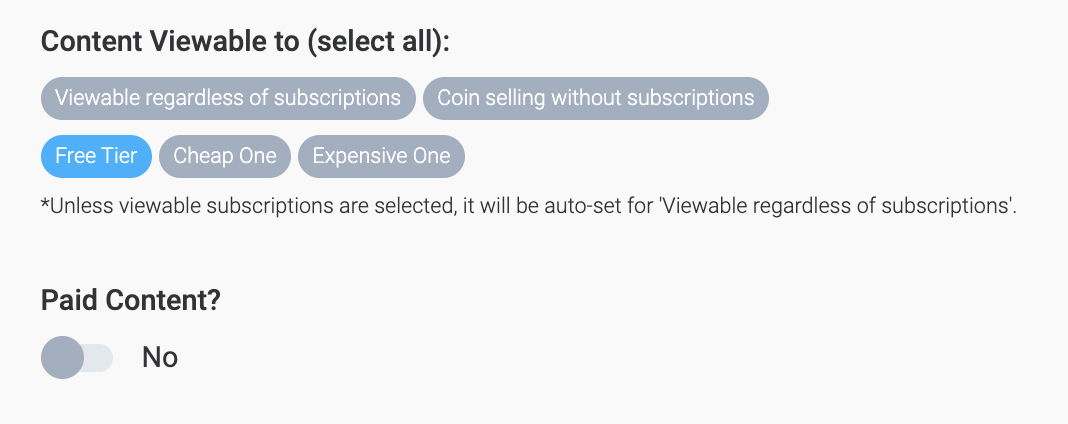 Content Viewable to (select all):
Viewable regardless of subscriptions Coin selling without subscriptions
Free Tier Cheap One Expensive One
*Unless viewable subscriptions are selected, it will be auto-set for 'Viewable regardless of subscriptions'.
Paid Content?
No